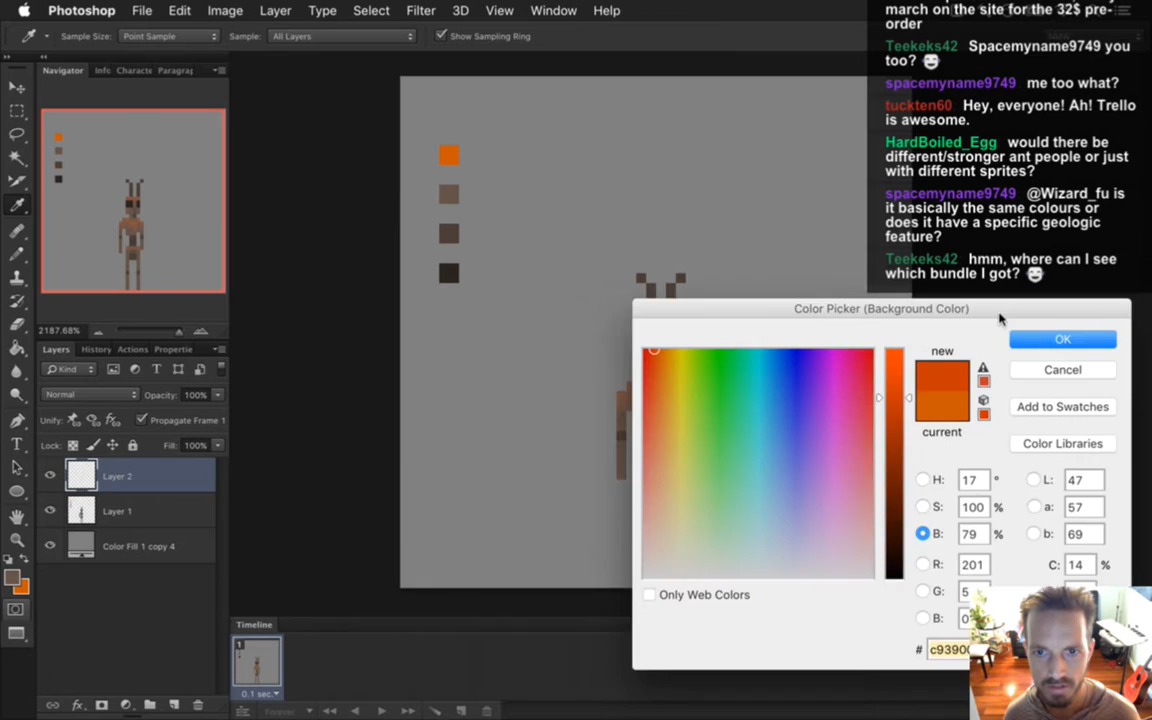 Photoshop File Edit Image Layer Type Select Filter 3D View Window Help
Sample Size: Point Sample Sample: All Layers Show Sampling Ring
Navigator Info Characte Paragraj
2187.68%
Layers History Actions Propertie
Kind
Normal Opacity: 100%
Unify: Propagate Frame 1
Lock: Fill: 100%
Layer 2
Layer 1
Color Fill 1 copy 4
march on the site for the 32$ pre-
order
Teekeks42 Spacemyname9749 you
too?
spacemyname9749 me too what?
tuckten60 Hey, everyone! Ah! Trello
is awesome.
HardBoiled_Egg would there be
different/stronger ant people or just
with different sprites?
spacemyname9749 @Wizard_fu is
it basically the same colours or
does it have a specific geologic
feature?
Teekeks42 hmm, where can I see
which bundle I got?
Color Picker (Background Color)
new
current
OK
Cancel
Add to Swatches
Color Libraries
H: 17 °
S: 100 %
B: 79 %
R: 201
G: 5
B: 0
L: 47
a: 57
b: 69
C: 14 %
# c9390
Only Web Colors
Timeline
1
0.1 sec.
Forever